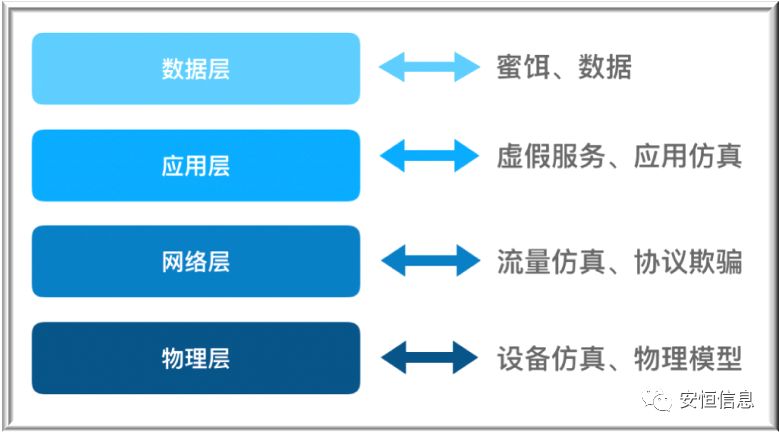 数据层
蜜饵、数据
应用层
虚假服务、应用仿真
网络层
流量仿真、协议欺骗
物理层
设备仿真、物理模型
安恒信息